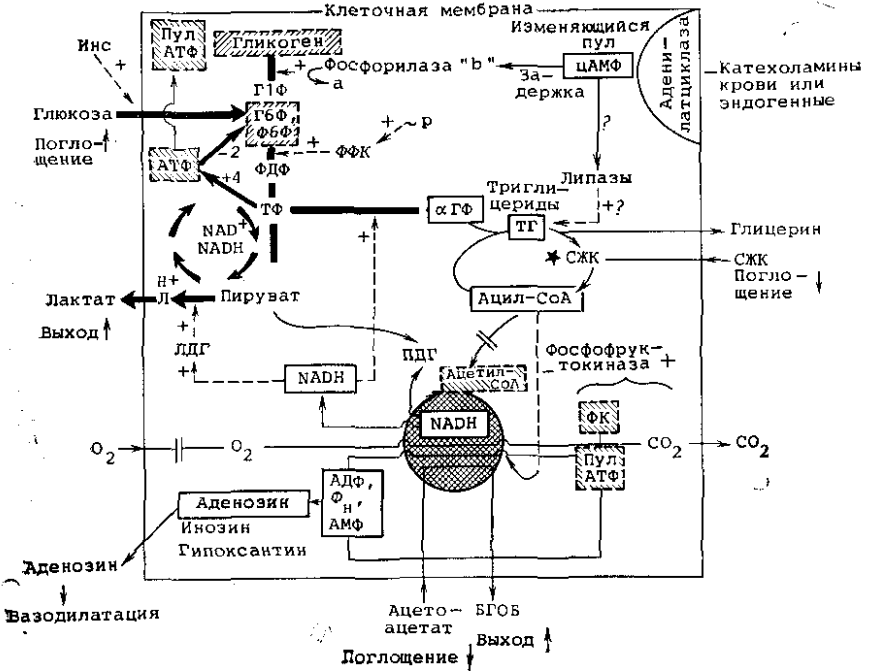 Клеточная мембрана
Пул
АТФ
Гликоген
Изменяющийся
пул
цАМФ
Адени-
латциклаза
Катехоламины
крови или
эндогенные
Инс
+
+
Фосфорилаза "b"
а
За-
держка
Г1Ф
Глюкоза
Поглощение
Г6Ф,
Ф6Ф
?
АТФ
-2
+4
+
ФФК
+
Р
ФДФ
Липазы
+?
Тригли-
цериды
ТФ
αГФ
ТГ
Глицерин
NAD+
NADH
+
СЖК
СЖК
Погло-
щение
H+
Лактат
Л
Пируват
Ацил-СоА
Выход
+
ЛДГ
+
NADH
ПДГ
Ацетил-
СоА
Фосфофрук-
токиназа +
NADH
ФК
O2
O2
CO2
CO2
Пул
АТФ
АДФ,
Фн,
АМФ
Аденозин
Инозин
Гипоксантин
Аденозин
Вазодилатация
Ацето-
ацетат
БГОБ
Выход
Поглощение